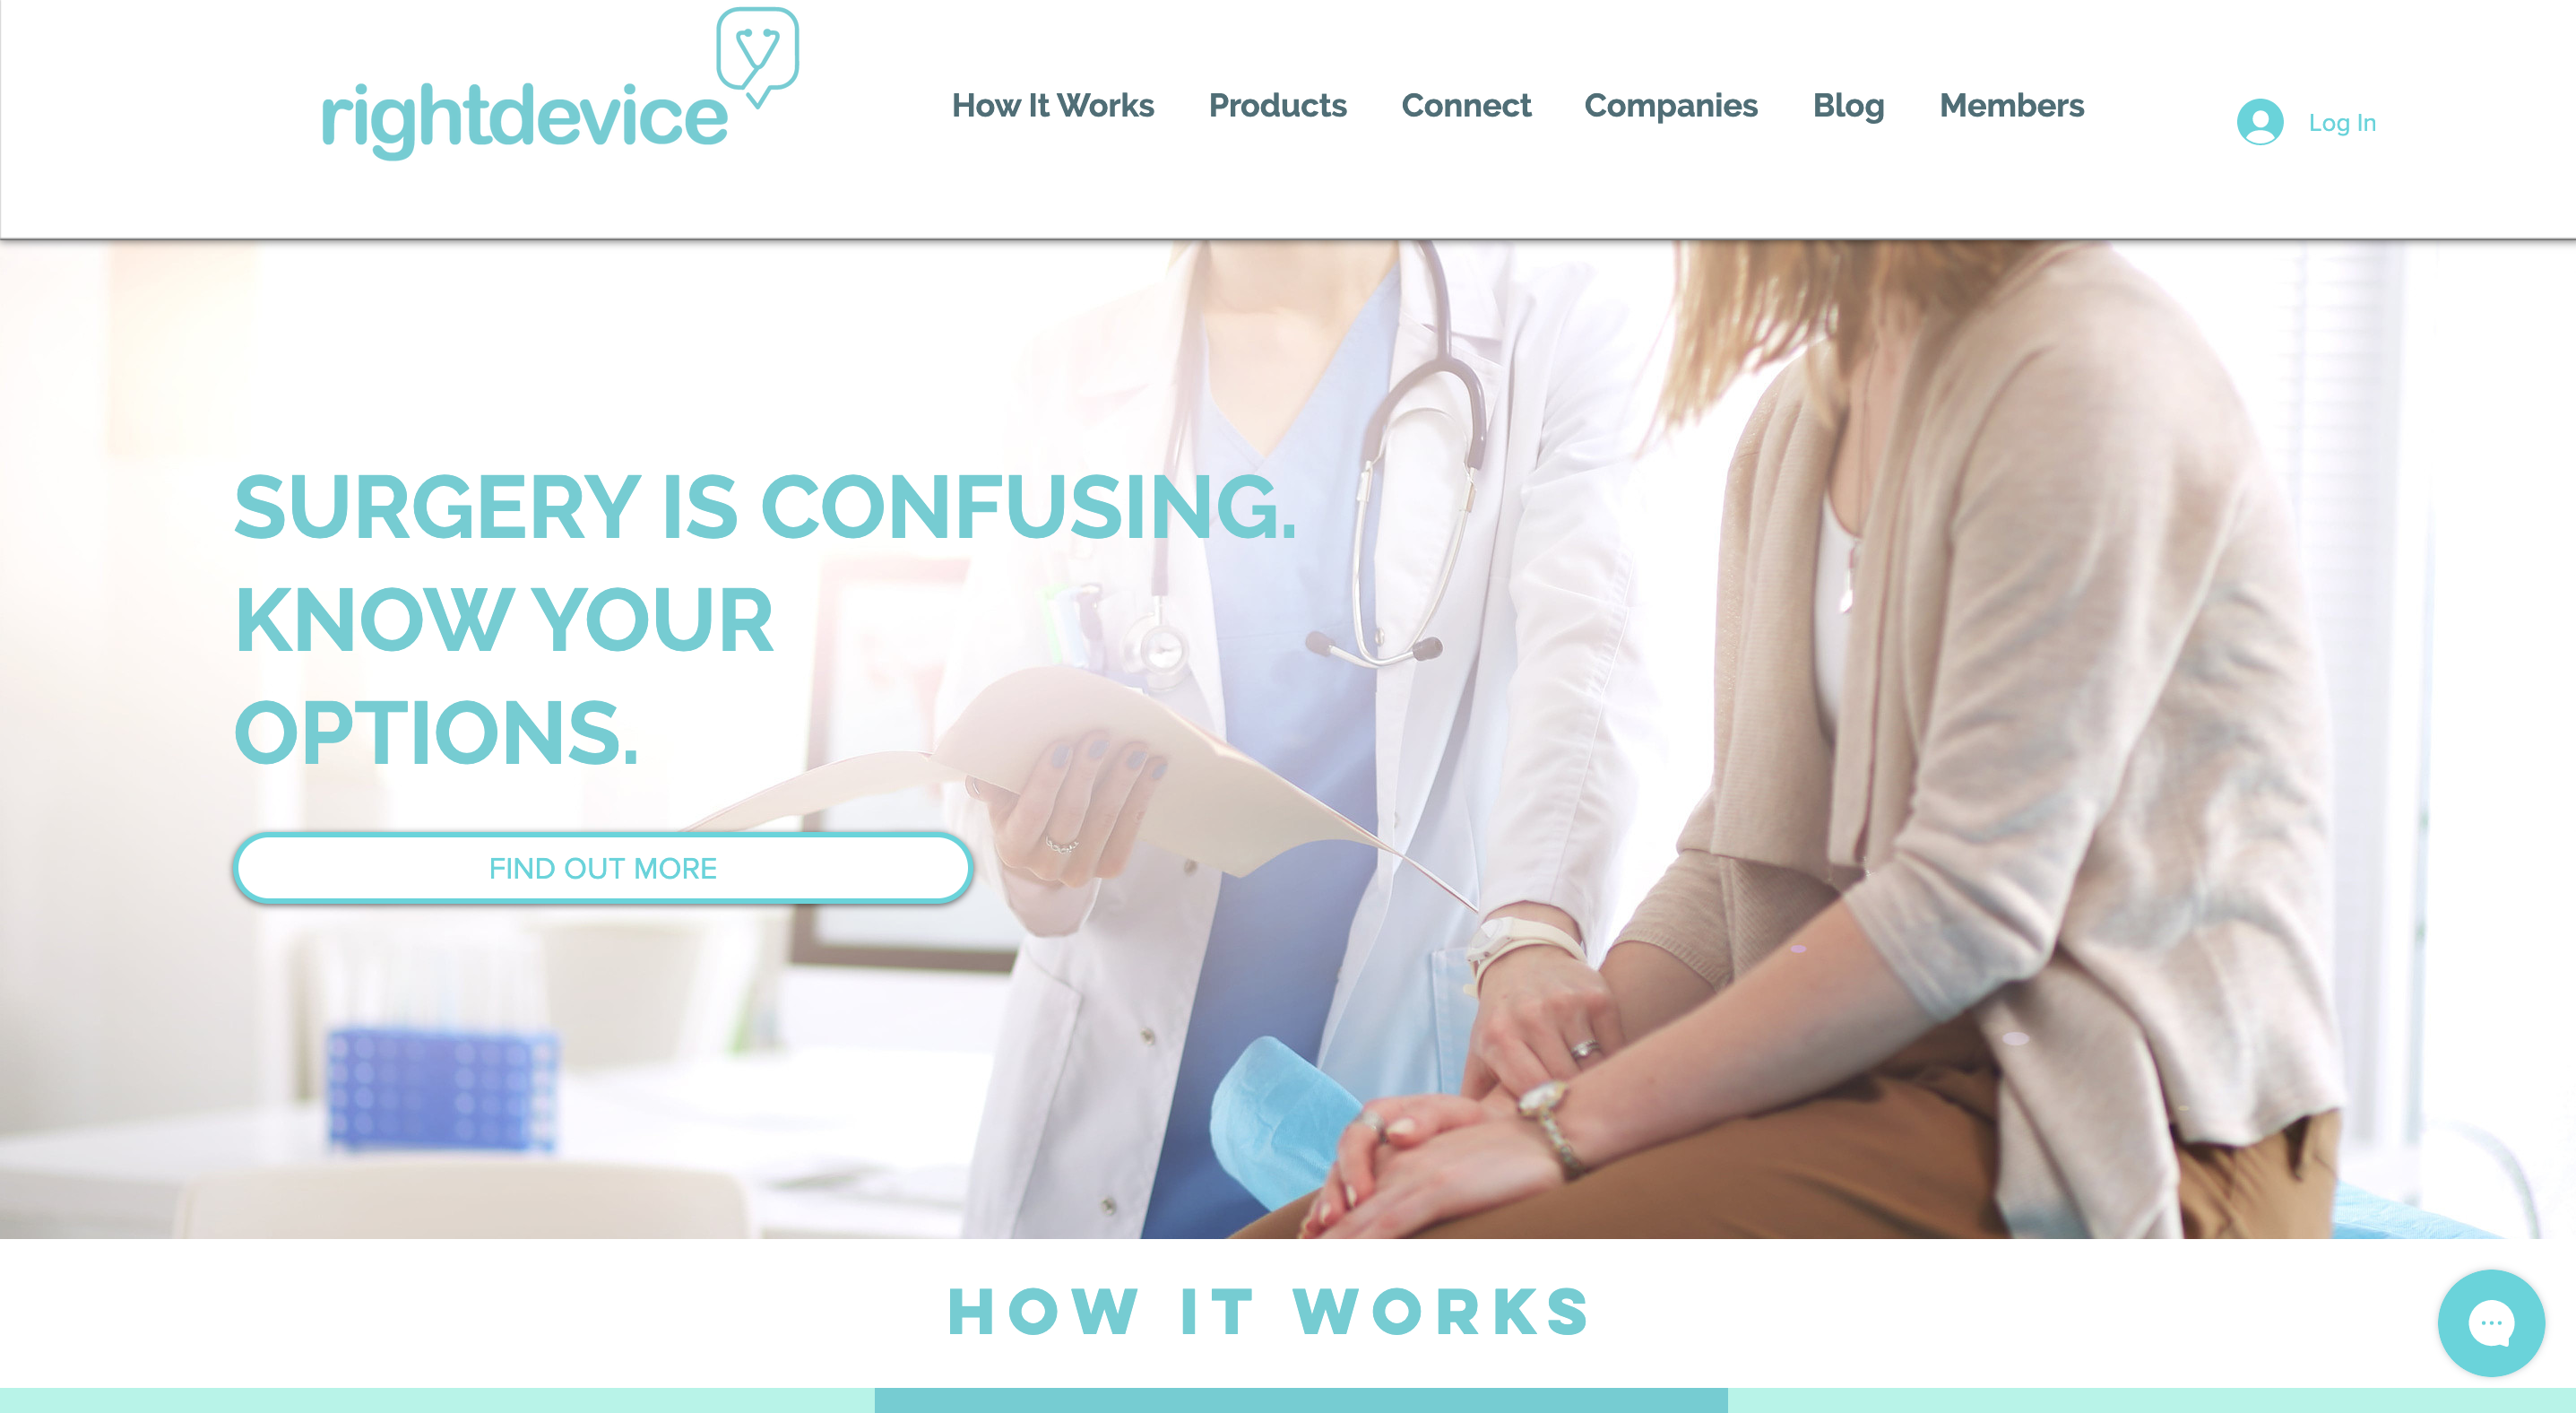 rightdevice
How It Works
Products
Connect
Companies
Blog
Members
Log In
SURGERY IS CONFUSING.
KNOW YOUR
OPTIONS.
FIND OUT MORE
HOW IT WORKS